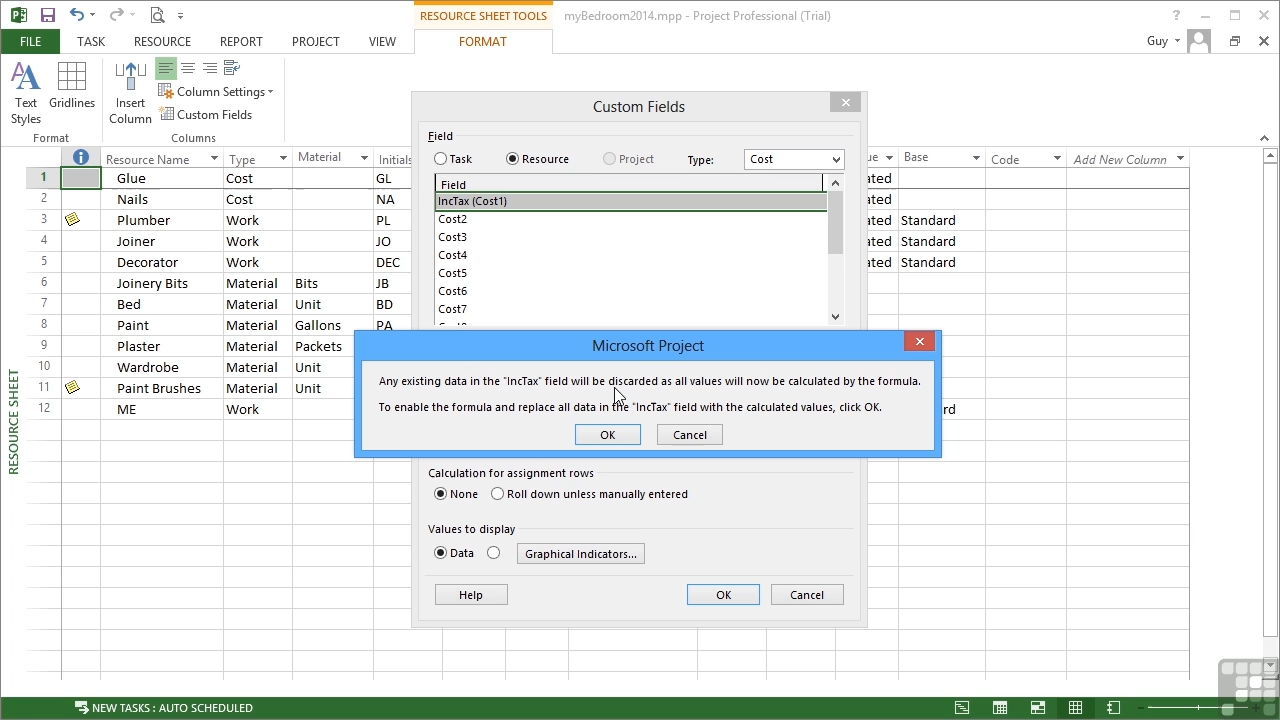 RESOURCE SHEET TOOLS
myBedroom2014.mpp - Project Professional (Trial)
FILE TASK RESOURCE REPORT PROJECT VIEW FORMAT Guy
Text Styles
Gridlines
Insert Column
Column Settings
Custom Fields
Format Columns
Resource Name Type Material Initials Base Code Add New Column
1 Glue Cost GL
2 Nails Cost NA
3 Plumber Work PL Standard
4 Joiner Work JO Standard
5 Decorator Work DEC Standard
6 Joinery Bits Material Bits JB
7 Bed Material Unit BD
8 Paint Material Gallons PA
9 Plaster Material Packets
10 Wardrobe Material Unit
11 Paint Brushes Material Unit
12 ME Work
RESOURCE SHEET
Custom Fields
Field
Task Resource Project Type: Cost
Field
IncTax (Cost1)
Cost2
Cost3
Cost4
Cost5
Cost6
Cost7
Microsoft Project
Any existing data in the "IncTax" field will be discarded as all values will now be calculated by the formula.
To enable the formula and replace all data in the "IncTax" field with the calculated values, click OK.
OK Cancel
Calculation for assignment rows
None Roll down unless manually entered
Values to display
Data Graphical Indicators...
Help OK Cancel
NEW TASKS : AUTO SCHEDULED